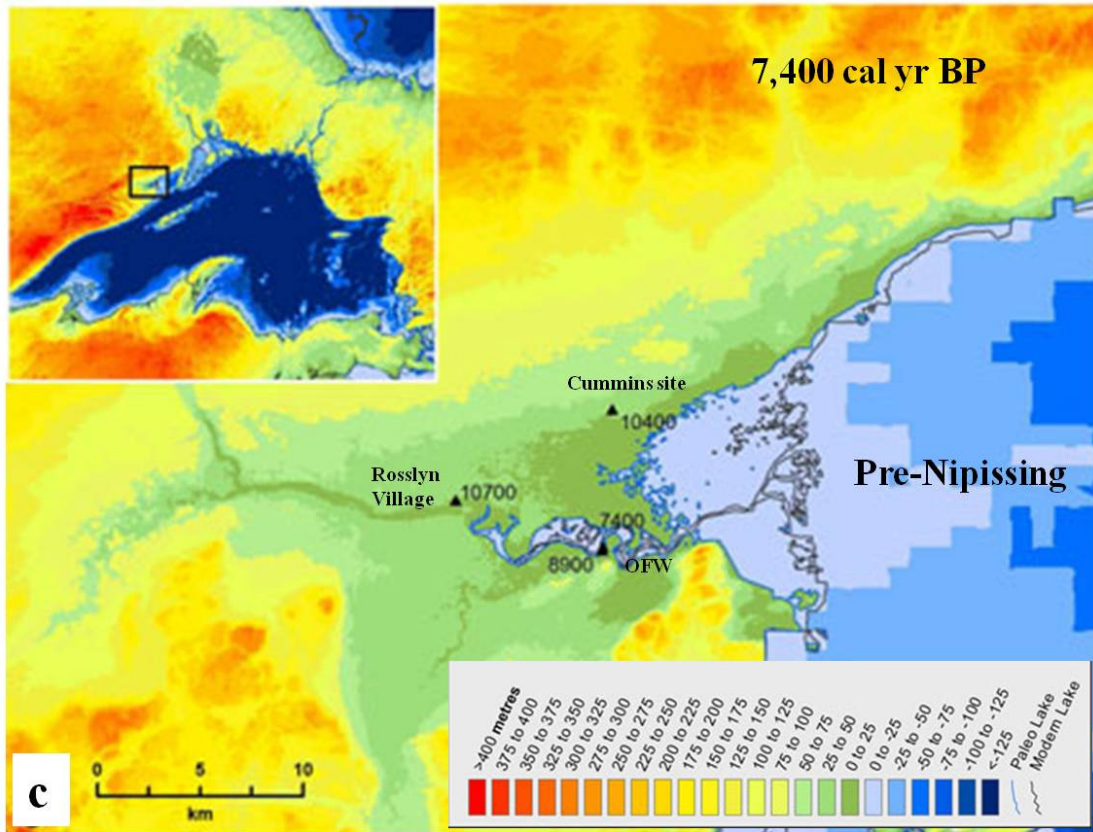 7,400 cal yr BP
Cummins site
10400
Rosslyn
Village
10700
Pre-Nipissing
7400
8900
OFW
c
0 5 10
km
>400 metres
375 to 400
350 to 375
325 to 350
300 to 325
275 to 300
250 to 275
225 to 250
200 to 225
175 to 200
150 to 175
125 to 150
100 to 125
75 to 100
50 to 75
25 to 50
0 to 25
0 to -25
-25 to -50
-50 to -75
-75 to -100
-100 to -125
<-125
Paleo Lake
Modern Lake